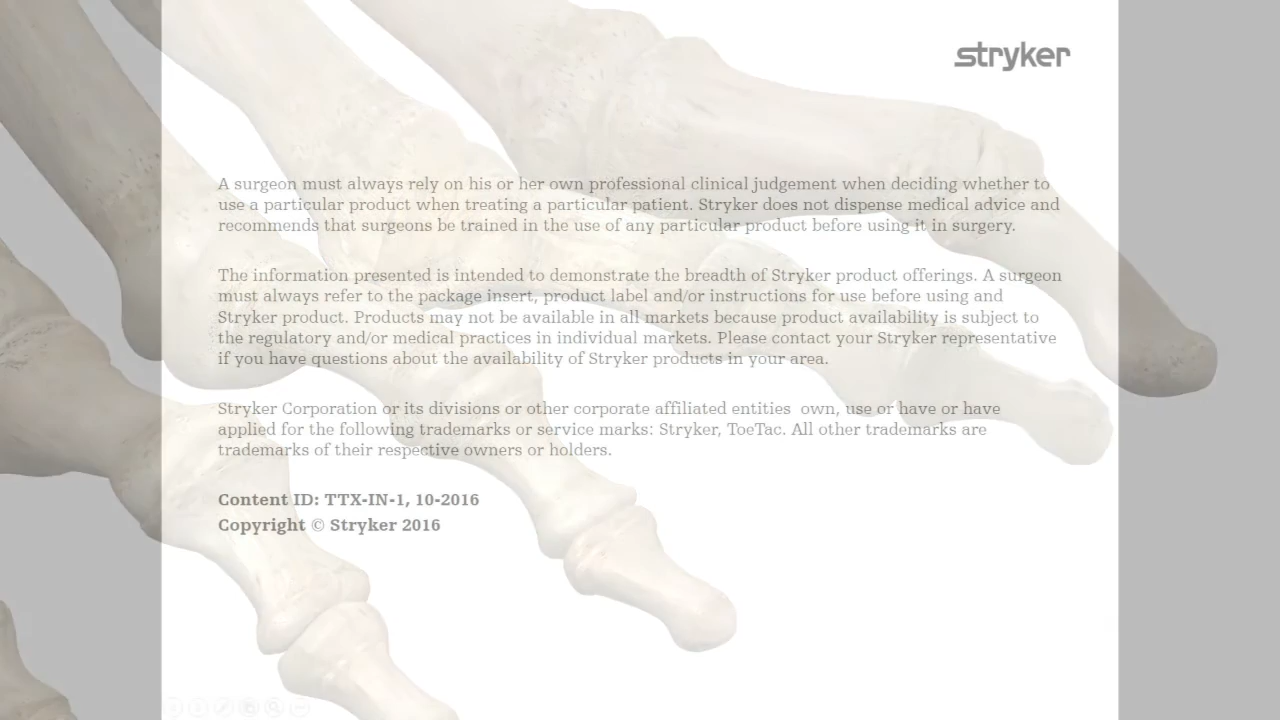 stryker
A surgeon must always rely on his or her own professional clinical judgement when deciding whether to
use a particular product when treating a particular patient. Stryker does not dispense medical advice and
recommends that surgeons be trained in the use of any particular product before using it in surgery.
The information presented is intended to demonstrate the breadth of Stryker product offerings. A surgeon
must always refer to the package insert, product label and/or instructions for use before using and
Stryker product. Products may not be available in all markets because product availability is subject to
the regulatory and/or medical practices in individual markets. Please contact your Stryker representative
if you have questions about the availability of Stryker products in your area.
Stryker Corporation or its divisions or other corporate affiliated entities  own, use or have or have
applied for the following trademarks or service marks: Stryker, ToeTac. All other trademarks are
trademarks of their respective owners or holders.
Content ID: TTX-IN-1, 10-2016
Copyright © Stryker 2016